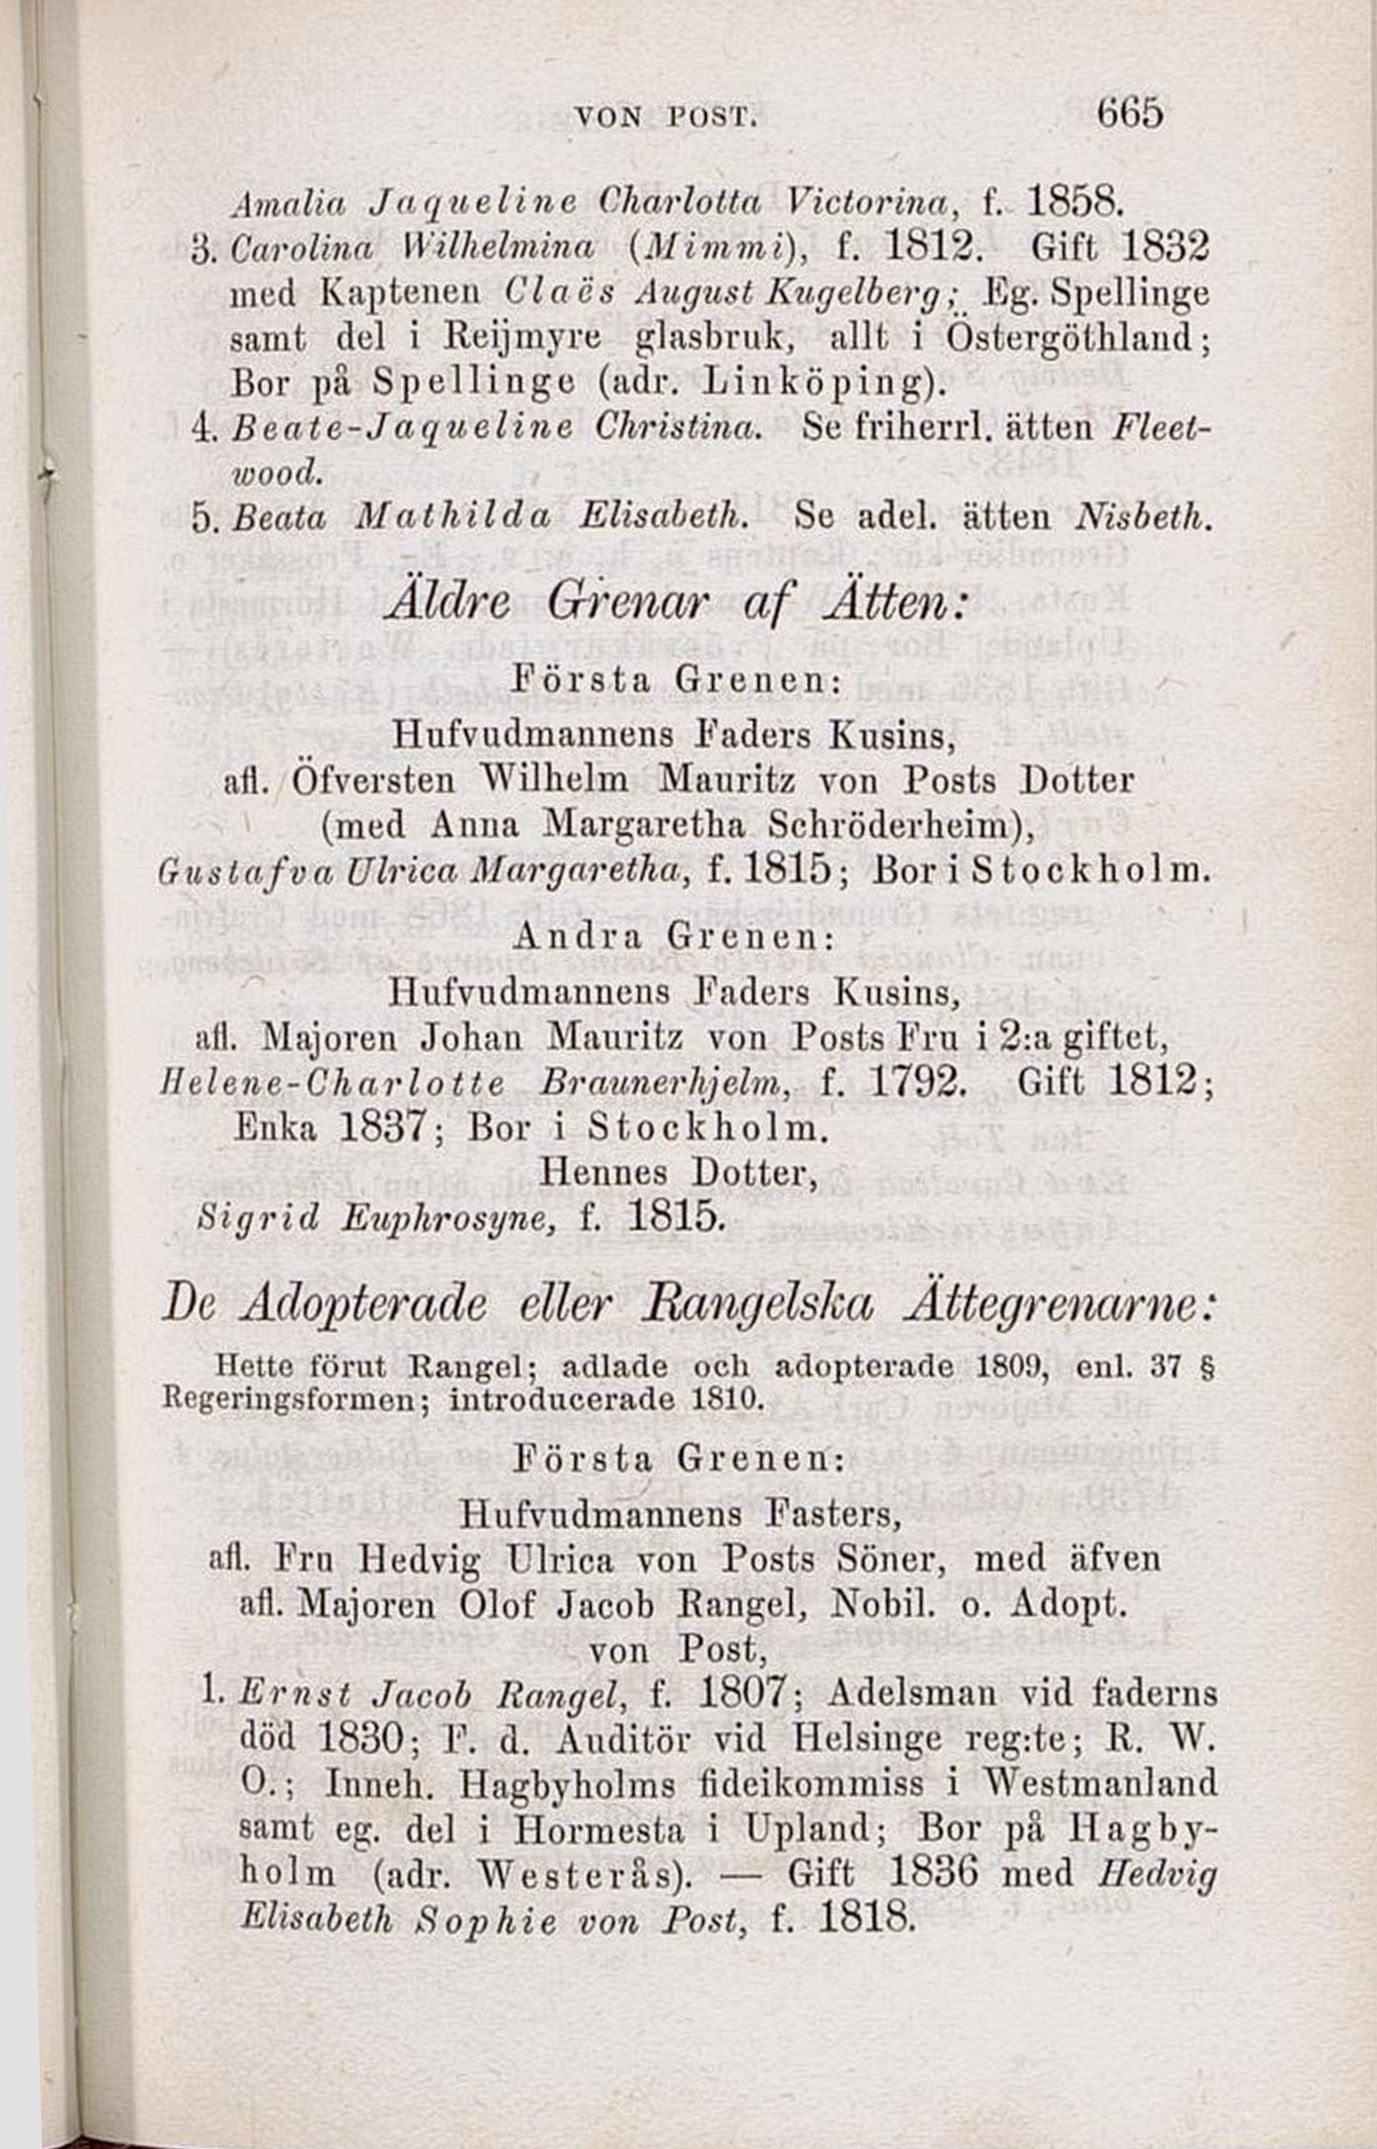 VON POST. 665
Amalia Jaqueline Charlotta Victorina, f. 1858.
3. Carolina Wilhelmina (Mimmi), f. 1812. Gift 1832
med Kaptenen Claës August Kugelberg; Eg. Spellinge
samt del i Reijmyre glasbruk, allt i Östergöthland;
Bor på Spellinge (adr. Linköping).
4. Beate-Jaqueline Christina. Se friherrl. ätten Fleet-
wood.
5. Beata Mathilda Elisabeth. Se adel. ätten Nisbeth.
Äldre Grenar af Ätten:
Första Grenen:
Hufvudmannens Faders Kusins,
afl. Öfversten Wilhelm Mauritz von Posts Dotter
(med Anna Margaretha Schröderheim),
Gustafva Ulrica Margaretha, f. 1815; Bor i Stockholm.
Andra Grenen:
Hufvudmannens Faders Kusins,
afl. Majoren Johan Mauritz von Posts Fru i 2:a giftet,
Helene-Charlotte Braunerhjelm, f. 1792. Gift 1812;
Enka 1837; Bor i Stockholm.
Hennes Dotter,
Sigrid Euphrosyne, f. 1815.
De Adopterade eller Rangelska Ättegrenarne:
Hette förut Rangel; adlade och adopterade 1809, enl. 37 §
Regeringsformen; introducerade 1810.
Första Grenen:
Hufvudmannens Fasters,
afl. Fru Hedvig Ulrica von Posts Söner, med äfven
afl. Majoren Olof Jacob Rangel, Nobil. o. Adopt.
von Post,
1. Ernst Jacob Rangel, f. 1807; Adelsman vid faderns
död 1830; F. d. Auditör vid Helsinge reg:te; R. W.
O.; Inneh. Hagbyholms fideikommiss i Westmanland
samt eg. del i Hormesta i Upland; Bor på Hagby-
holm (adr. Westerås). — Gift 1836 med Hedvig
Elisabeth Sophie von Post, f. 1818.